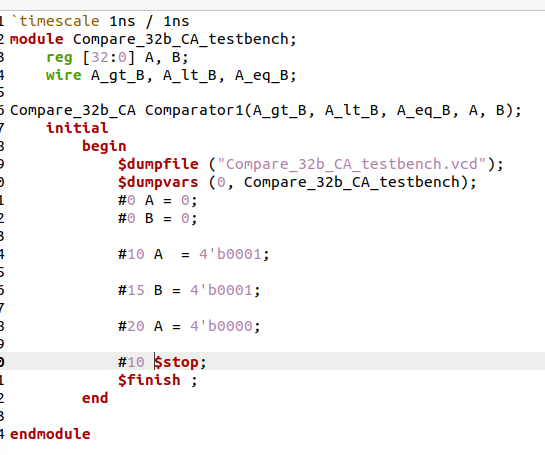 1 `timescale 1ns / 1ns
2 module Compare_32b_CA_testbench;
3     reg [32:0] A, B;
4     wire A_gt_B, A_lt_B, A_eq_B;
5
6 Compare_32b_CA Comparator1(A_gt_B, A_lt_B, A_eq_B, A, B);
7     initial
8         begin
9             $dumpfile ("Compare_32b_CA_testbench.vcd");
0             $dumpvars (0, Compare_32b_CA_testbench);
1             #0 A = 0;
2             #0 B = 0;
3
4             #10 A  = 4'b0001;
5
6             #15 B = 4'b0001;
7
8             #20 A = 4'b0000;
9
0             #10 $stop;
1             $finish ;
2         end
3
4 endmodule